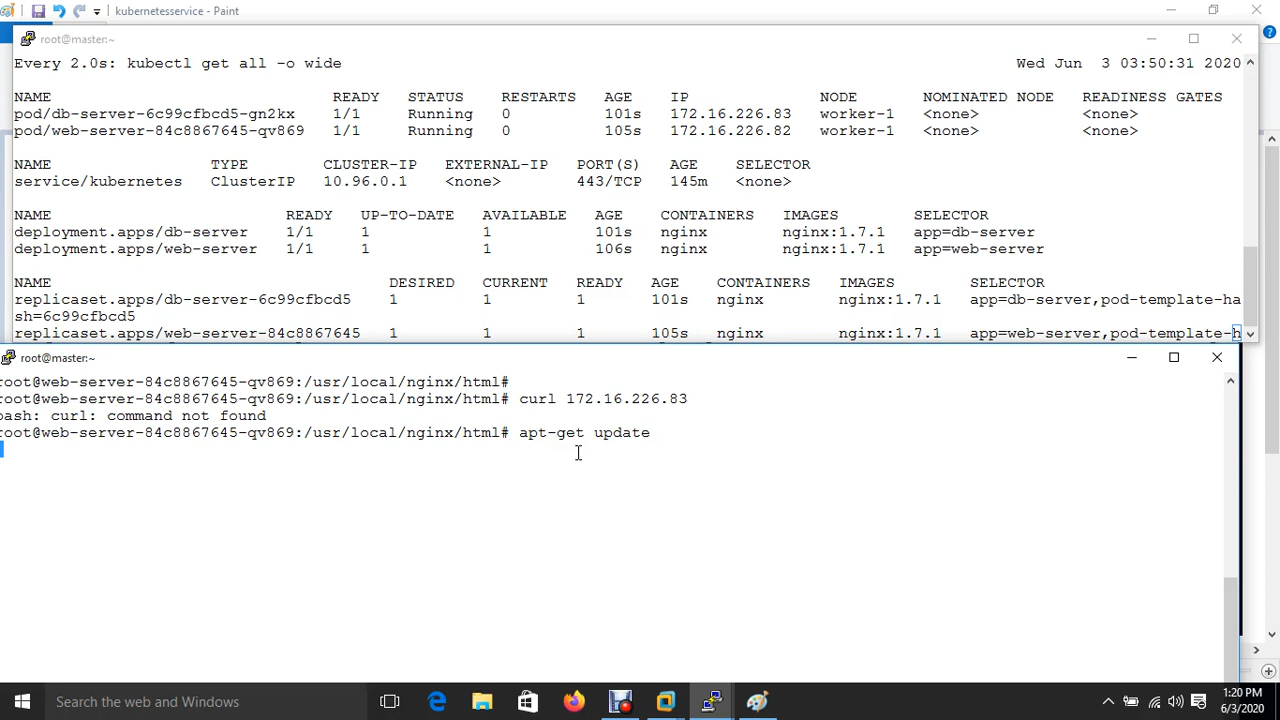 kubernetesservice - Paint
root@master:~
Every 2.0s: kubectl get all -o wide Wed Jun 3 03:50:31 2020
NAME READY STATUS RESTARTS AGE IP NODE NOMINATED NODE READINESS GATES
pod/db-server-6c99cfbcd5-gn2kx 1/1 Running 0 101s 172.16.226.83 worker-1 <none> <none>
pod/web-server-84c8867645-qv869 1/1 Running 0 105s 172.16.226.82 worker-1 <none> <none>
NAME TYPE CLUSTER-IP EXTERNAL-IP PORT(S) AGE SELECTOR
service/kubernetes ClusterIP 10.96.0.1 <none> 443/TCP 145m <none>
NAME READY UP-TO-DATE AVAILABLE AGE CONTAINERS IMAGES SELECTOR
deployment.apps/db-server 1/1 1 1 101s nginx nginx:1.7.1 app=db-server
deployment.apps/web-server 1/1 1 1 106s nginx nginx:1.7.1 app=web-server
NAME DESIRED CURRENT READY AGE CONTAINERS IMAGES SELECTOR
replicaset.apps/db-server-6c99cfbcd5 1 1 1 101s nginx nginx:1.7.1 app=db-server,pod-template-ha
sh=6c99cfbcd5
replicaset.apps/web-server-84c8867645 1 1 1 105s nginx nginx:1.7.1 app=web-server,pod-template-h
root@master:~
root@web-server-84c8867645-qv869:/usr/local/nginx/html#
root@web-server-84c8867645-qv869:/usr/local/nginx/html# curl 172.16.226.83
bash: curl: command not found
root@web-server-84c8867645-qv869:/usr/local/nginx/html# apt-get update
Search the web and Windows
1:20 PM
6/3/2020